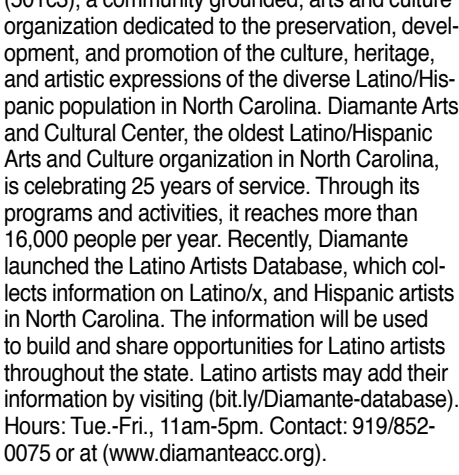 (501c3), a community grounded, arts and culture
organization dedicated to the preservation, devel-
opment, and promotion of the culture, heritage,
and artistic expressions of the diverse Latino/His-
panic population in North Carolina. Diamante Arts
and Cultural Center, the oldest Latino/Hispanic
Arts and Culture organization in North Carolina,
is celebrating 25 years of service. Through its
programs and activities, it reaches more than
16,000 people per year. Recently, Diamante
launched the Latino Artists Database, which col-
lects information on Latino/x, and Hispanic artists
in North Carolina. The information will be used
to build and share opportunities for Latino artists
throughout the state. Latino artists may add their
information by visiting (bit.ly/Diamante-database).
Hours: Tue.-Fri., 11am-5pm. Contact: 919/852-
0075 or at (www.diamanteacc.org).